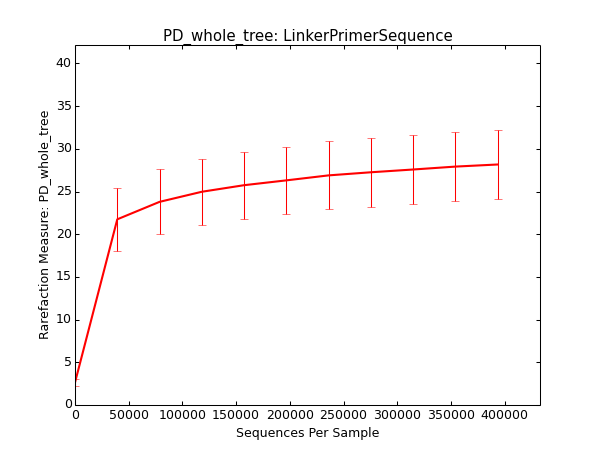 PD_whole_tree: LinkerPrimerSequence
40
35
30
25
20
15
10
5
0
Rarefaction Measure: PD_whole_tree
0 50000 100000 150000 200000 250000 300000 350000 400000
Sequences Per Sample